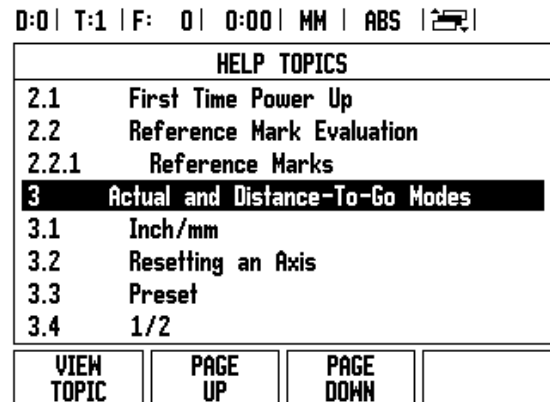 D:0| T:1 |F: 0| 0:00| MM | ABS | |
HELP TOPICS
2.1 First Time Power Up
2.2 Reference Mark Evaluation
2.2.1 Reference Marks
3 Actual and Distance-To-Go Modes
3.1 Inch/mm
3.2 Resetting an Axis
3.3 Preset
3.4 1/2
VIEW TOPIC PAGE UP PAGE DOWN